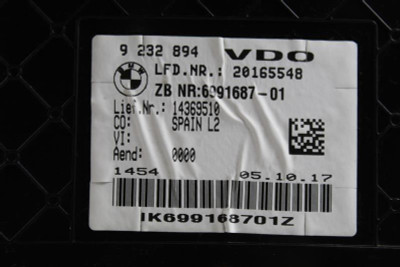 9 232 894 VDO
BMW
LFD.NR.: 20165548
ZB NR:6991687-01
Lief.Nr.: 14369510
CO: SPAIN L2
VI:
Aend: 0000
1454 05.10.17
IK699168701Z